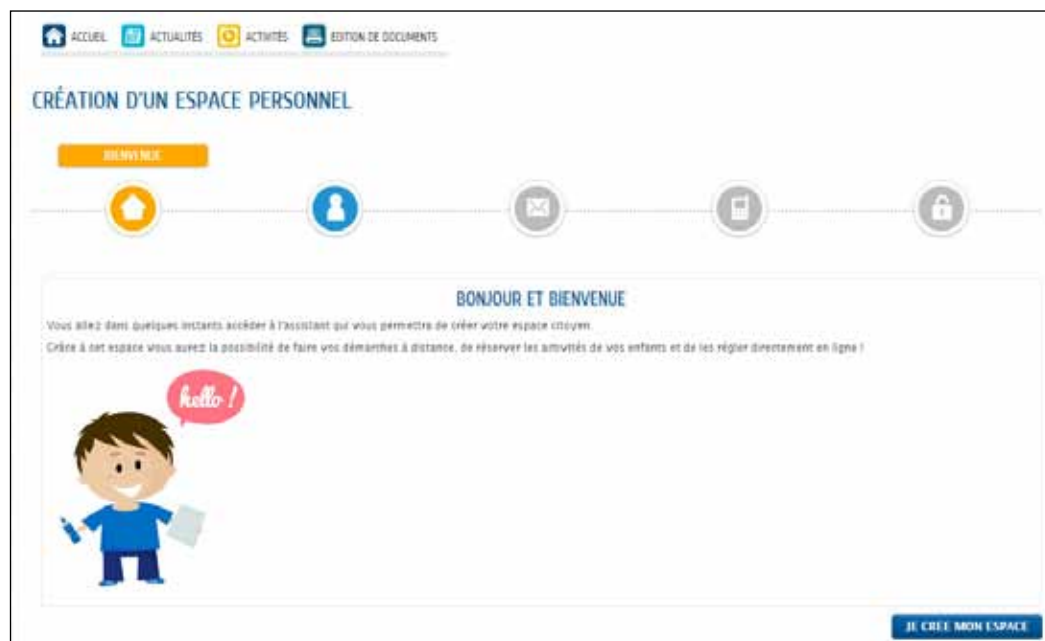 ACCUEIL ACTUALITÉS ACTIVITÉS EDITION DE DOCUMENTS
CRÉATION D'UN ESPACE PERSONNEL
BIENVENUE
BONJOUR ET BIENVENUE
Vous allez dans quelques instants accéder à l'assistant qui vous permettra de créer votre espace citoyen.
Grâce à cet espace vous aurez la possibilité de faire vos démarches à distance, de réserver les activités de vos enfants et de les régler directement en ligne !
hello !
JE CRÉE MON ESPACE